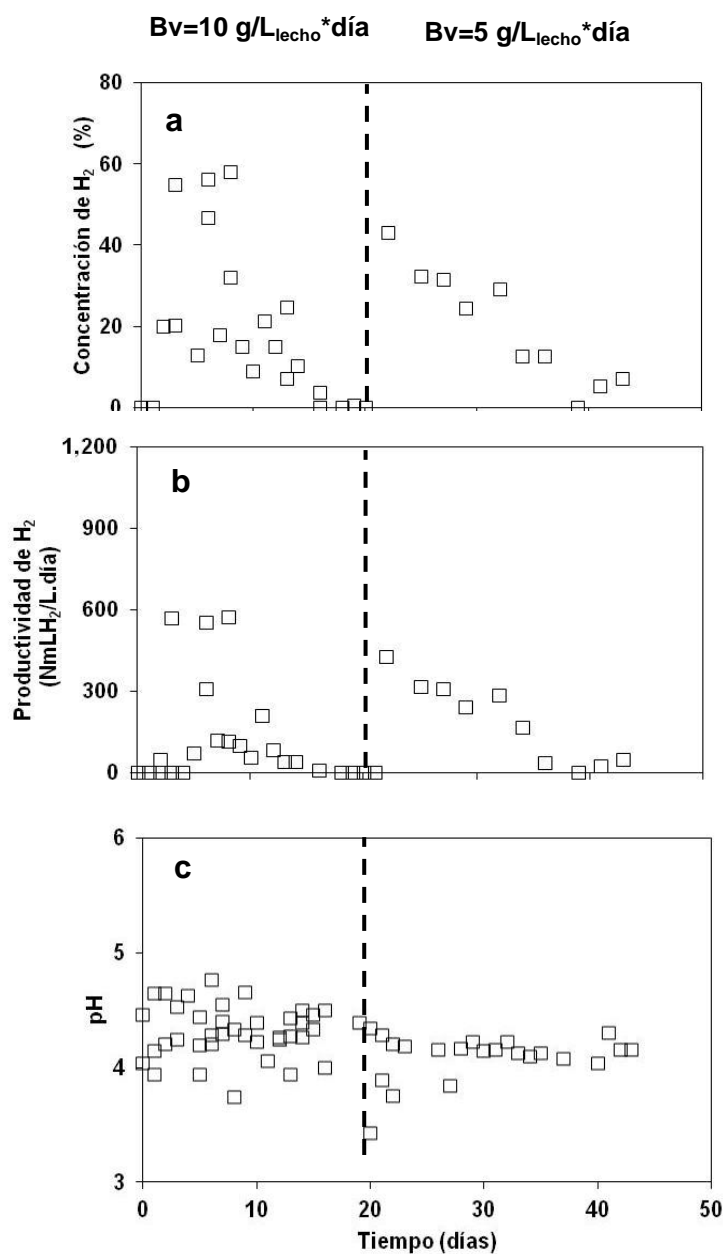 Bv=10 g/Llecho*día Bv=5 g/Llecho*día
80
60
40
20
0
Concentración de H2 (%)
a
1,200
900
600
300
0
Productividad de H2
(NmLH2/L.día)
b
6
5
4
3
pH
c
0 10 20 30 40 50
Tiempo (días)